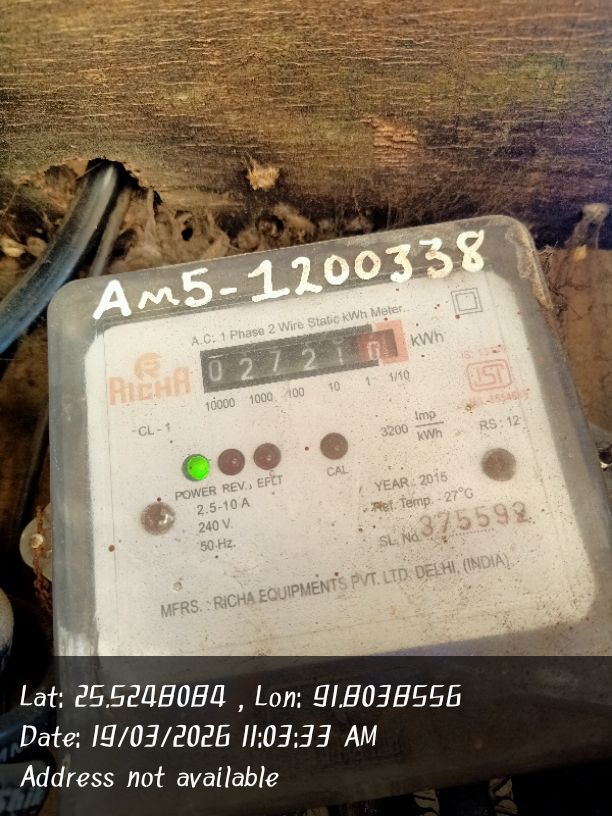 Am5-1200338
A.C. 1 Phase 2 Wire Static kWh Meter
02721 0 kWh
10000 1000 100 10 1 1/10
RICHA
CL - 1
3200 Imp/kWh
RS : 12
POWER REV. EFLT CAL
2.5-10 A
240 V.
50 Hz.
YEAR : 2015
Ref. Temp. - 27°C
SL. No. 375592
MFRS. : RICHA EQUIPMENTS PVT. LTD. DELHI, (INDIA)
Lat: 25.5248084 , Lon: 91.8038556
Date: 19/03/2026 11:03:33 AM
Address not available